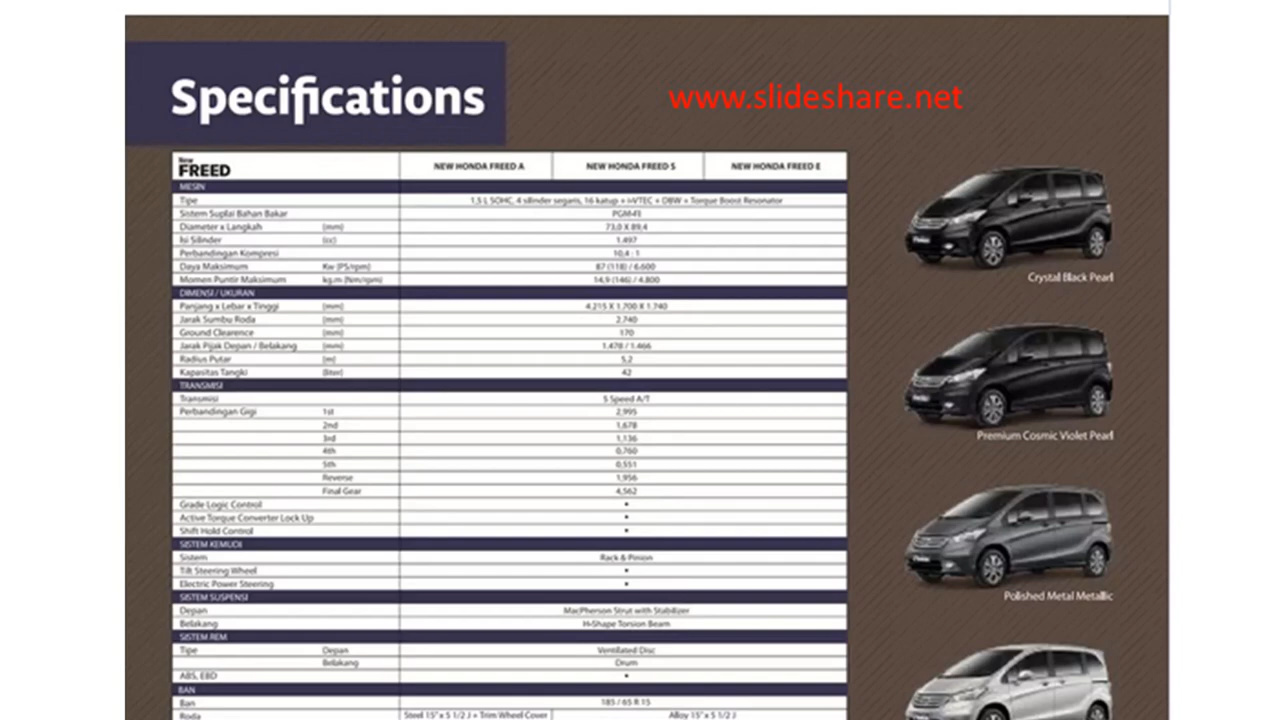 Specifications
www.slideshare.net
New
FREED
NEW HONDA FREED A NEW HONDA FREED S NEW HONDA FREED E
MESIN
Tipe 1,5 L SOHC, 4 silinder segaris, 16 katup + i-VTEC + DBW + Torque Boost Resonator
Sistem Suplai Bahan Bakar PGM-FI
Diameter x Langkah (mm) 73,0 X 89,4
Isi Silinder (cc) 1.497
Perbandingan Kompresi 10,4 : 1
Daya Maksimum Kw (PS/rpm) 87 (118) / 6.600
Momen Puntir Maksimum kg.m (Nm/rpm) 14,9 (146) / 4.800
DIMENSI / UKURAN
Panjang x Lebar x Tinggi (mm) 4.215 X 1.700 X 1.740
Jarak Sumbu Roda (mm) 2.740
Ground Clearence (mm) 170
Jarak Pijak Depan / Belakang (mm) 1.478 / 1.466
Radius Putar (m) 5,2
Kapasitas Tangki (liter) 42
TRANSMISI
Transmisi 5 Speed A/T
Perbandingan Gigi 1st 2,995
2nd 1,678
3rd 1,136
4th 0,760
5th 0,551
Reverse 1,956
Final Gear 4,562
Grade Logic Control •
Active Torque Converter Lock Up •
Shift Hold Control •
SISTEM KEMUDI
Sistem Rack & Pinion
Tilt Steering Wheel •
Electric Power Steering •
SISTEM SUSPENSI
Depan MacPherson Strut with Stabilizer
Belakang H-Shape Torsion Beam
SISTEM REM
Tipe Depan Ventilated Disc
Belakang Drum
ABS, EBD •
BAN
Ban 185 / 65 R 15
Roda Steel 15" x 5 1/2 J + Trim Wheel Cover Alloy 15" x 5 1/2 J
Crystal Black Pearl
Premium Cosmic Violet Pearl
Polished Metal Metallic